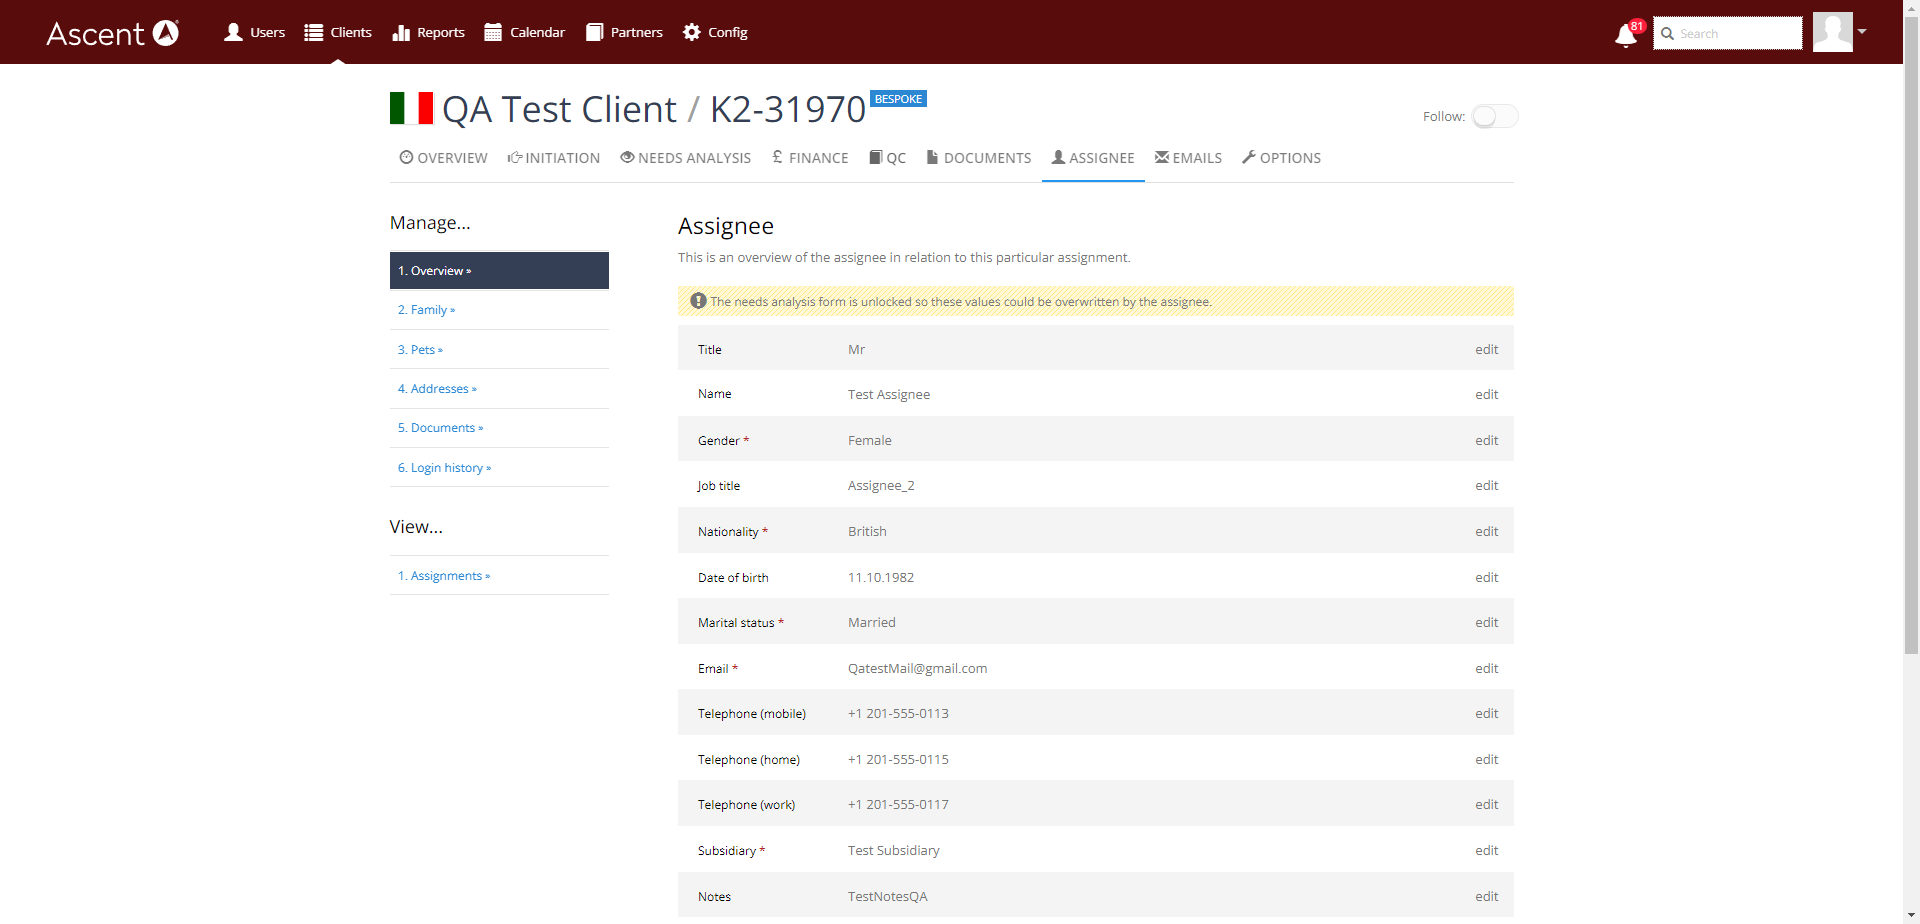 Ascent
Users
Clients
Reports
Calendar
Partners
Config
81
Search
QA Test Client / K2-31970 BESPOKE
Follow:
OVERVIEW
INITIATION
NEEDS ANALYSIS
£ FINANCE
QC
DOCUMENTS
ASSIGNEE
EMAILS
OPTIONS
Manage...
1. Overview »
2. Family »
3. Pets »
4. Addresses »
5. Documents »
6. Login history »
View...
1. Assignments »
Assignee
This is an overview of the assignee in relation to this particular assignment.
The needs analysis form is unlocked so these values could be overwritten by the assignee.
Title Mr edit
Name Test Assignee edit
Gender * Female edit
Job title Assignee_2 edit
Nationality * British edit
Date of birth 11.10.1982 edit
Marital status * Married edit
Email * QatestMail@gmail.com edit
Telephone (mobile) +1 201-555-0113 edit
Telephone (home) +1 201-555-0115 edit
Telephone (work) +1 201-555-0117 edit
Subsidiary * Test Subsidiary edit
Notes TestNotesQA edit